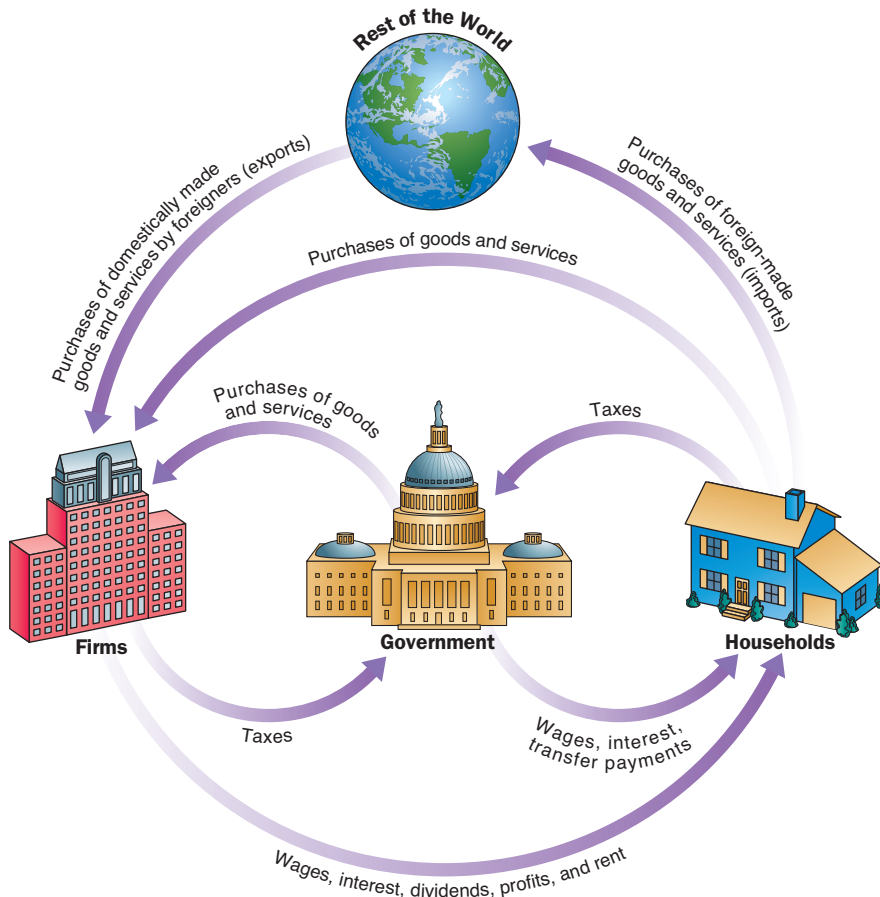 Rest of the World
Purchases of domestically made
goods and services by foreigners (exports)
Purchases of foreign-made
goods and services (imports)
Purchases of goods and services
Purchases of goods
and services
Taxes
Firms
Government
Households
Taxes
Wages, interest,
transfer payments
Wages, interest, dividends, profits, and rent